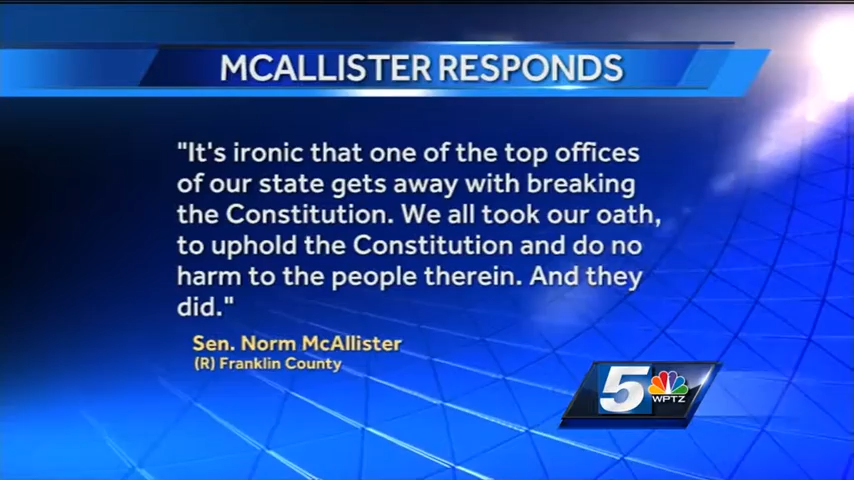 MCALLISTER RESPONDS
"It's ironic that one of the top offices
of our state gets away with breaking
the Constitution. We all took our oath,
to uphold the Constitution and do no
harm to the people therein. And they
did."
Sen. Norm McAllister
(R) Franklin County
5
WPTZ